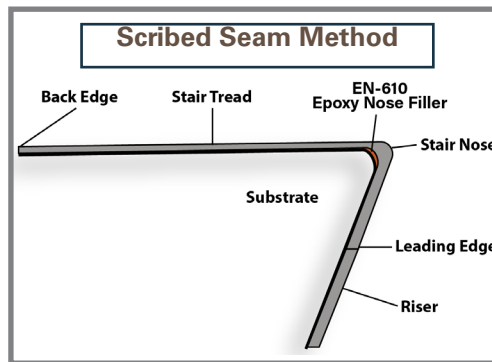 Scribed Seam Method
EN-610
Epoxy Nose Filler
Back Edge
Stair Tread
Stair Nose
Substrate
Leading Edge
Riser